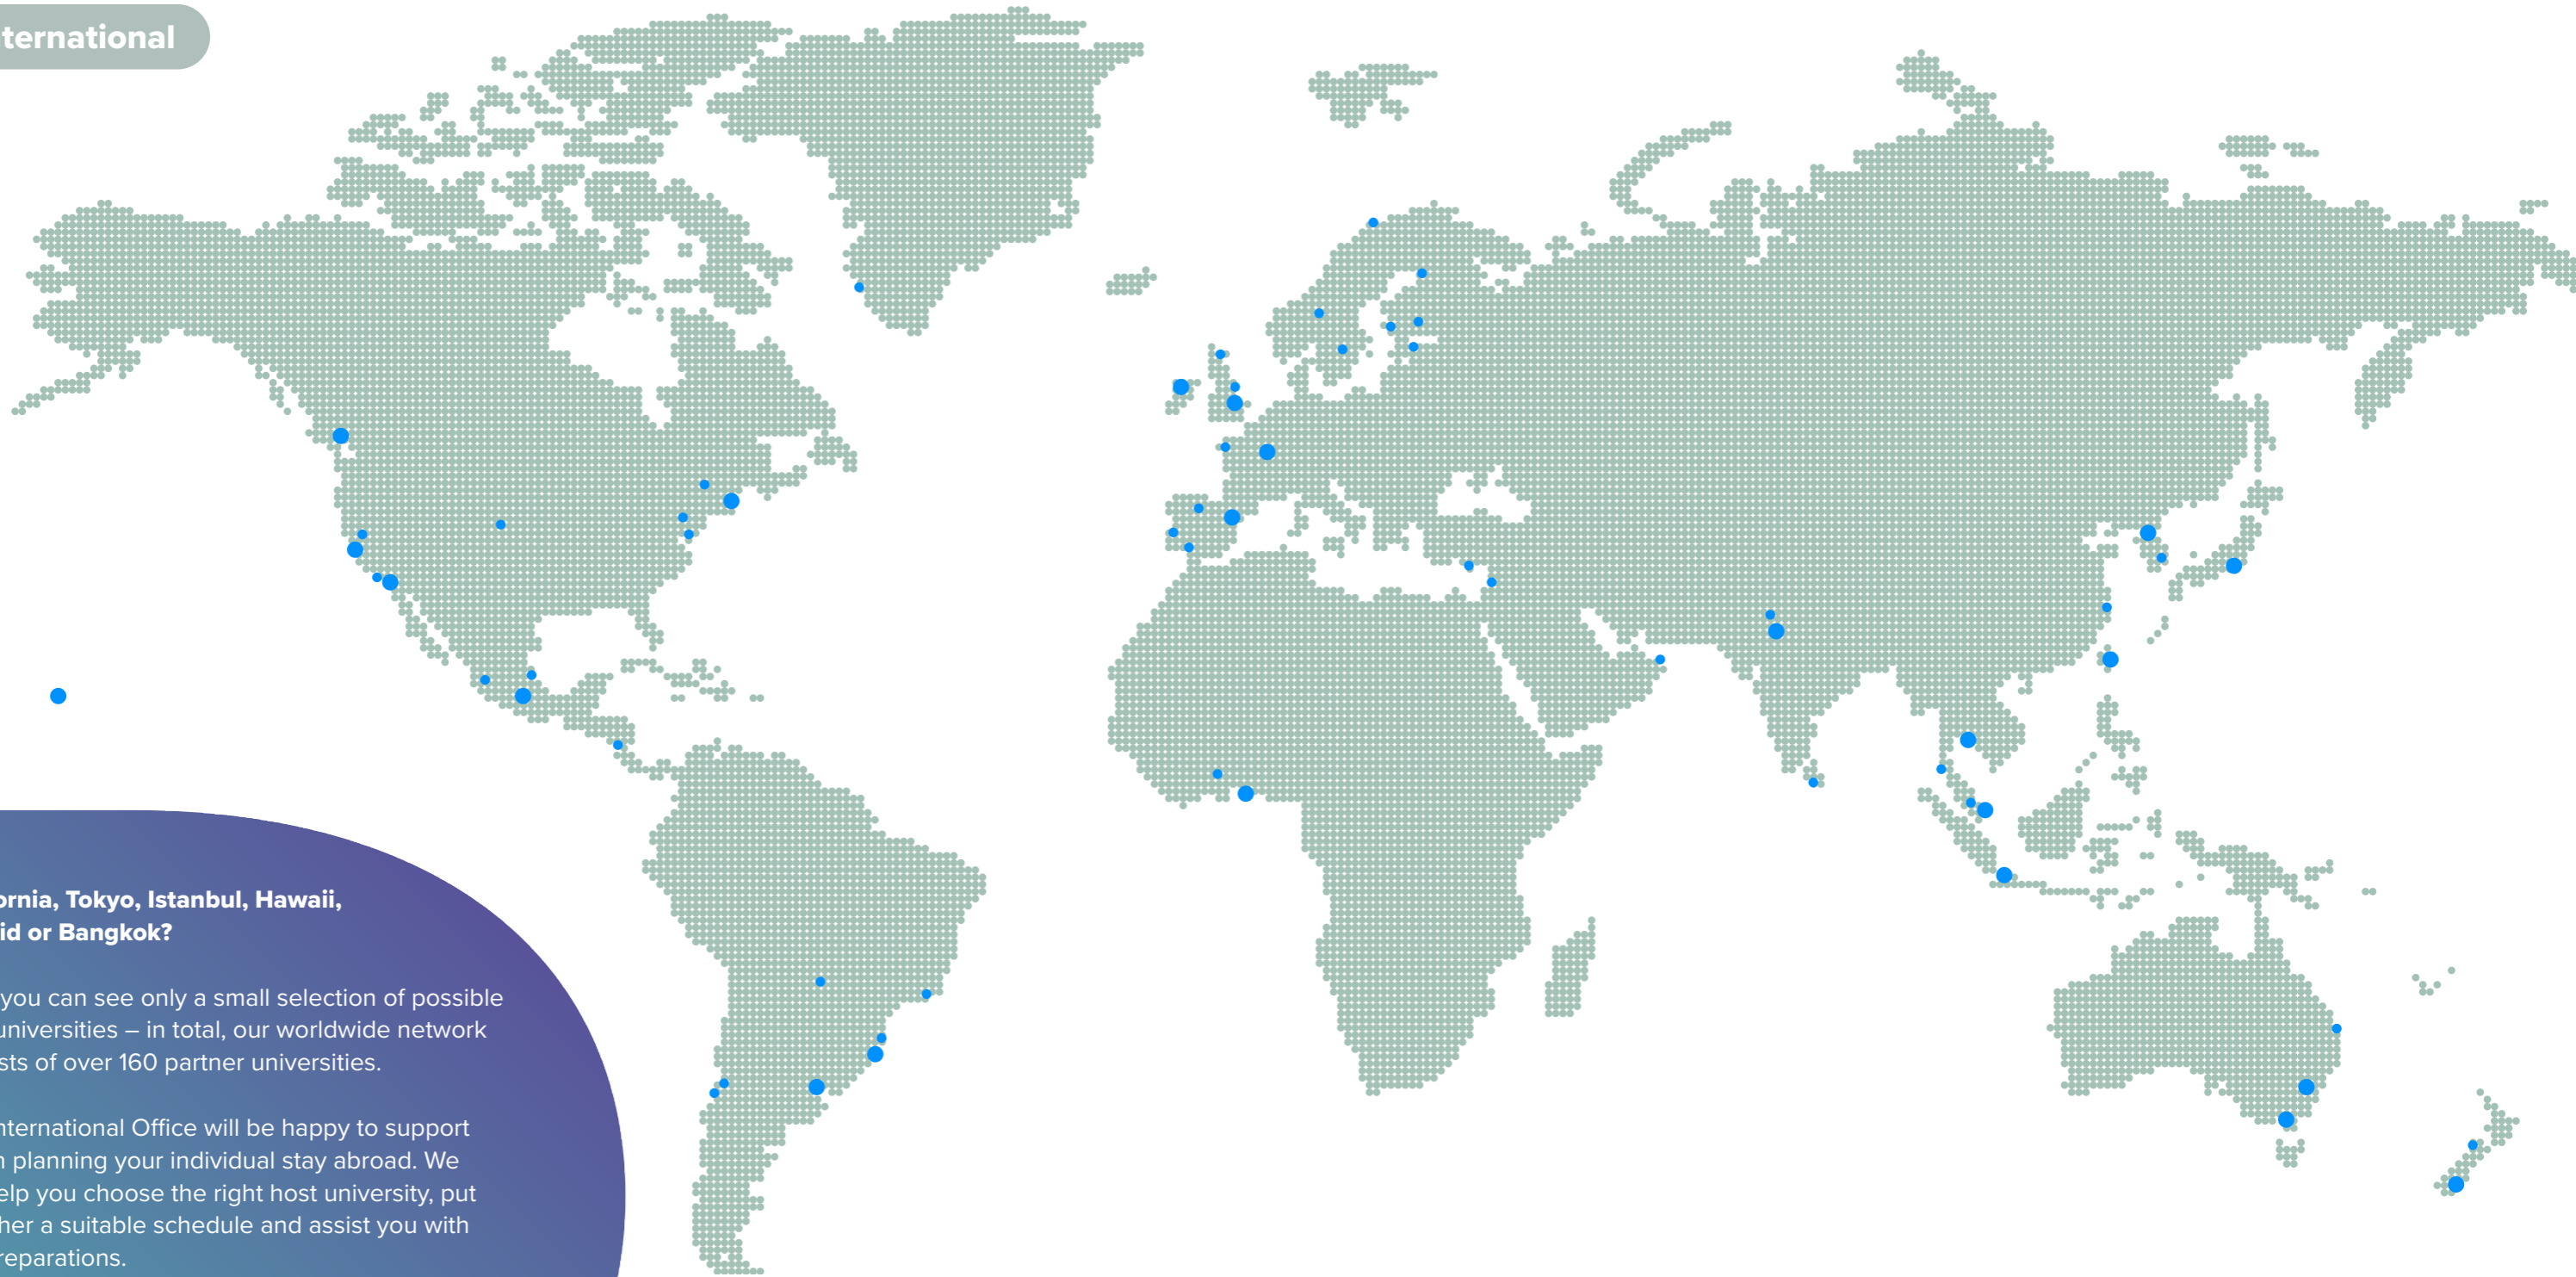 ternational
ornia, Tokyo, Istanbul, Hawaii,
id or Bangkok?
you can see only a small selection of possible
universities – in total, our worldwide network
sts of over 160 partner universities.
nternational Office will be happy to support
n planning your individual stay abroad. We
elp you choose the right host university, put
her a suitable schedule and assist you with
reparations.